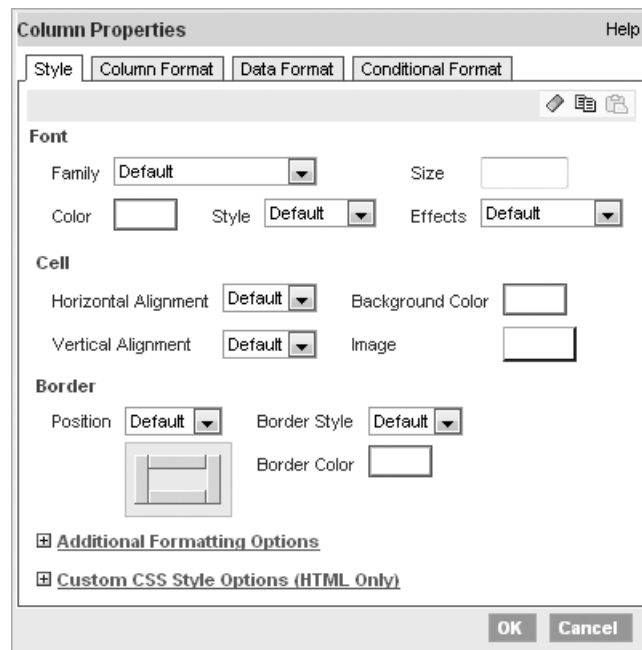 Column Properties Help
Style Column Format Data Format Conditional Format
Font
Family Default Size
Color Style Default Effects Default
Cell
Horizontal Alignment Default Background Color
Vertical Alignment Default Image
Border
Position Default Border Style Default
Border Color
Additional Formatting Options
Custom CSS Style Options (HTML Only)
OK Cancel